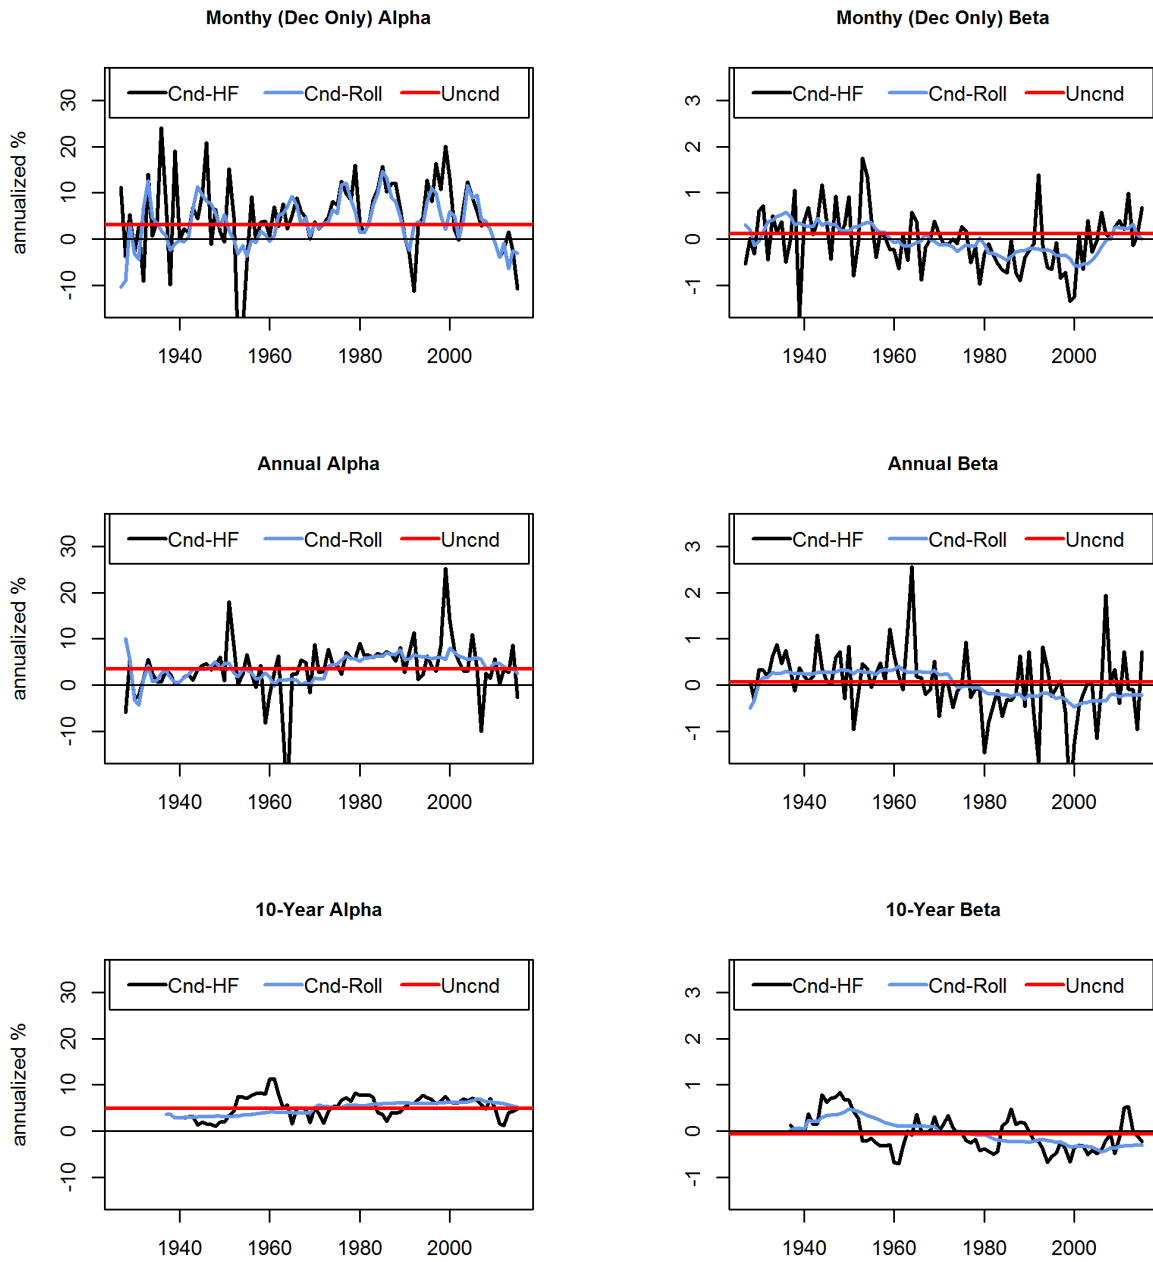 Monthy (Dec Only) Alpha
annualized %
30
20
10
0
-10
Cnd-HF Cnd-Roll Uncnd
1940 1960 1980 2000
Monthy (Dec Only) Beta
3
2
1
0
-1
Cnd-HF Cnd-Roll Uncnd
1940 1960 1980 2000
Annual Alpha
annualized %
30
20
10
0
-10
Cnd-HF Cnd-Roll Uncnd
1940 1960 1980 2000
Annual Beta
3
2
1
0
-1
Cnd-HF Cnd-Roll Uncnd
1940 1960 1980 2000
10-Year Alpha
annualized %
30
20
10
0
-10
Cnd-HF Cnd-Roll Uncnd
1940 1960 1980 2000
10-Year Beta
3
2
1
0
-1
Cnd-HF Cnd-Roll Uncnd
1940 1960 1980 2000